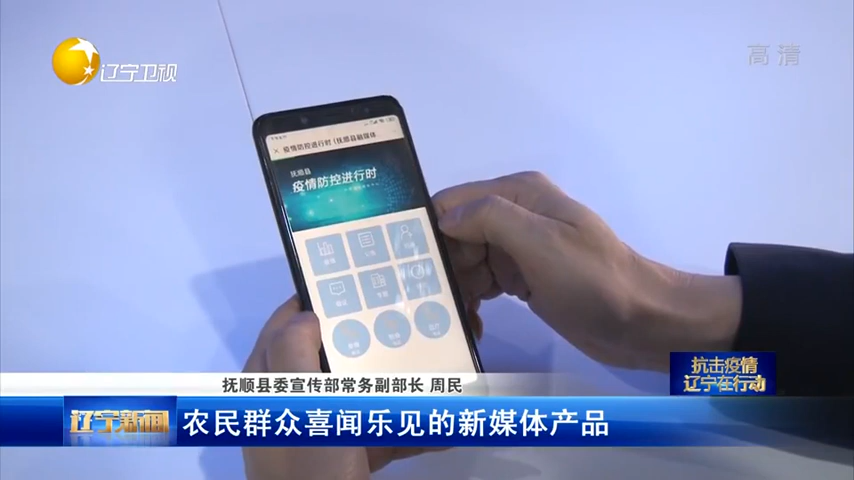 辽宁卫视
高清
疫情防控进行时（抚顺县融媒体...
抚顺县
疫情防控进行时
抗击疫情
辽宁在行动
抚顺县委宣传部常务副部长 周民
辽宁新闻
农民群众喜闻乐见的新媒体产品